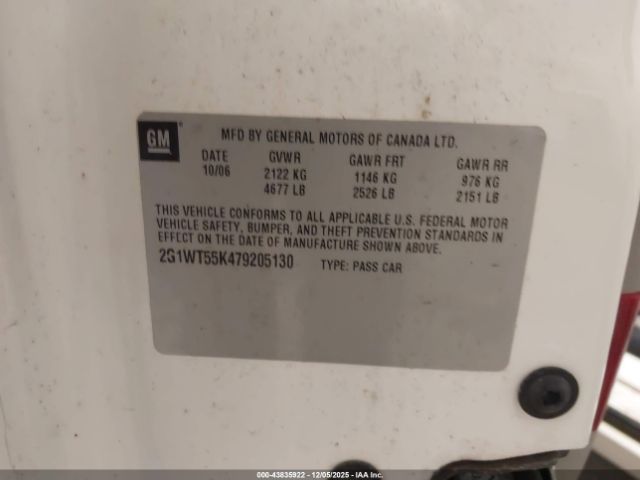 GM®
MFD BY GENERAL MOTORS OF CANADA LTD.
DATE GVWR GAWR FRT GAWR RR
10/06 2122 KG 1146 KG 976 KG
4677 LB 2526 LB 2151 LB
THIS VEHICLE CONFORMS TO ALL APPLICABLE U.S. FEDERAL MOTOR
VEHICLE SAFETY, BUMPER, AND THEFT PREVENTION STANDARDS IN
EFFECT ON THE DATE OF MANUFACTURE SHOWN ABOVE.
2G1WT55K479205130 TYPE: PASS CAR
000-43835922 - 12/05/2025 - IAA Inc.